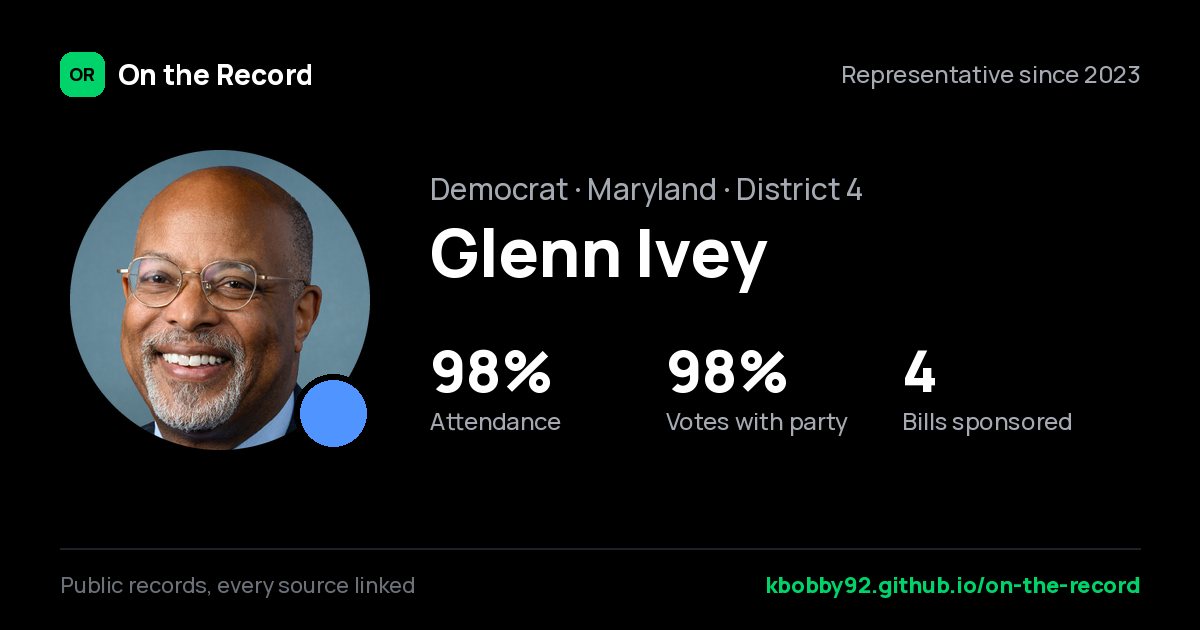 OR On the Record
Representative since 2023
Democrat · Maryland · District 4
Glenn Ivey
98% 98% 4
Attendance Votes with party Bills sponsored
Public records, every source linked
kbobby92.github.io/on-the-record